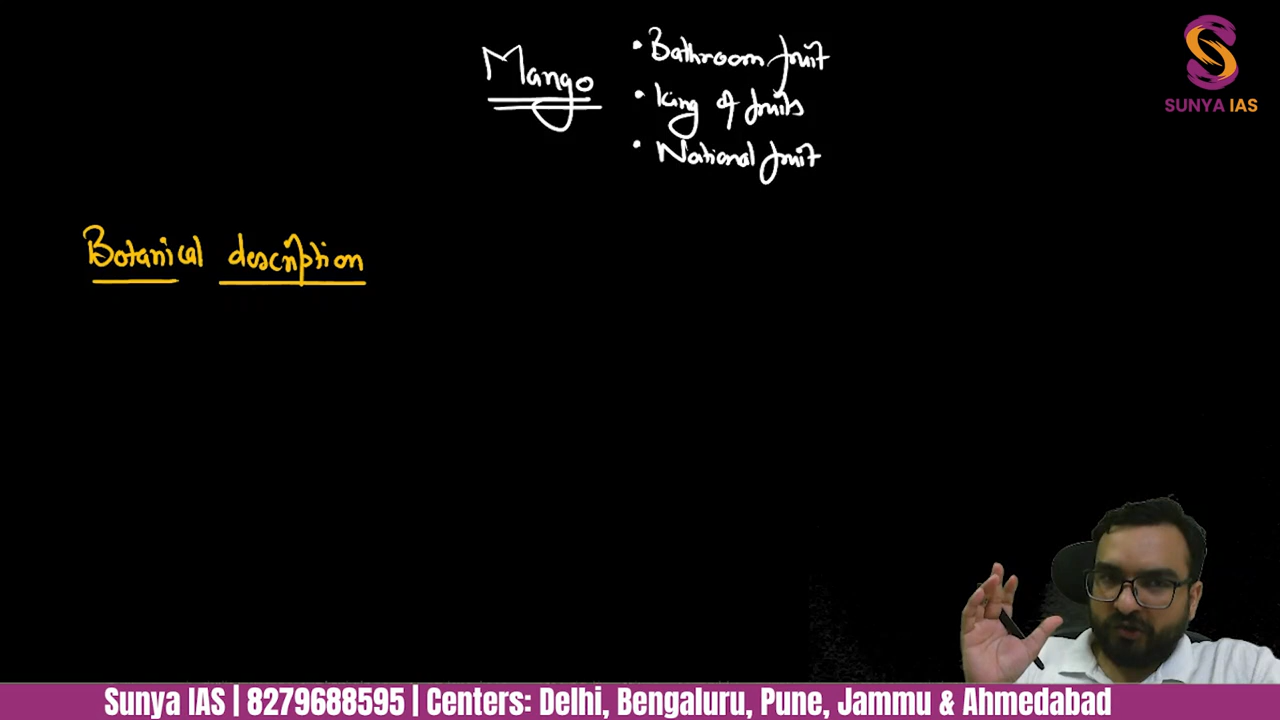 Mango
• Bathroom fruit
• King of fruits
• National fruit
SUNYA IAS
Botanical description
Sunya IAS | 8279688595 | Centers: Delhi, Bengaluru, Pune, Jammu & Ahmedabad